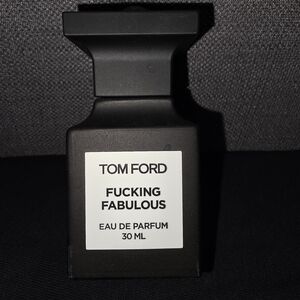 TOM FORD
FUCKING
FABULOUS
EAU DE PARFUM
30 ML